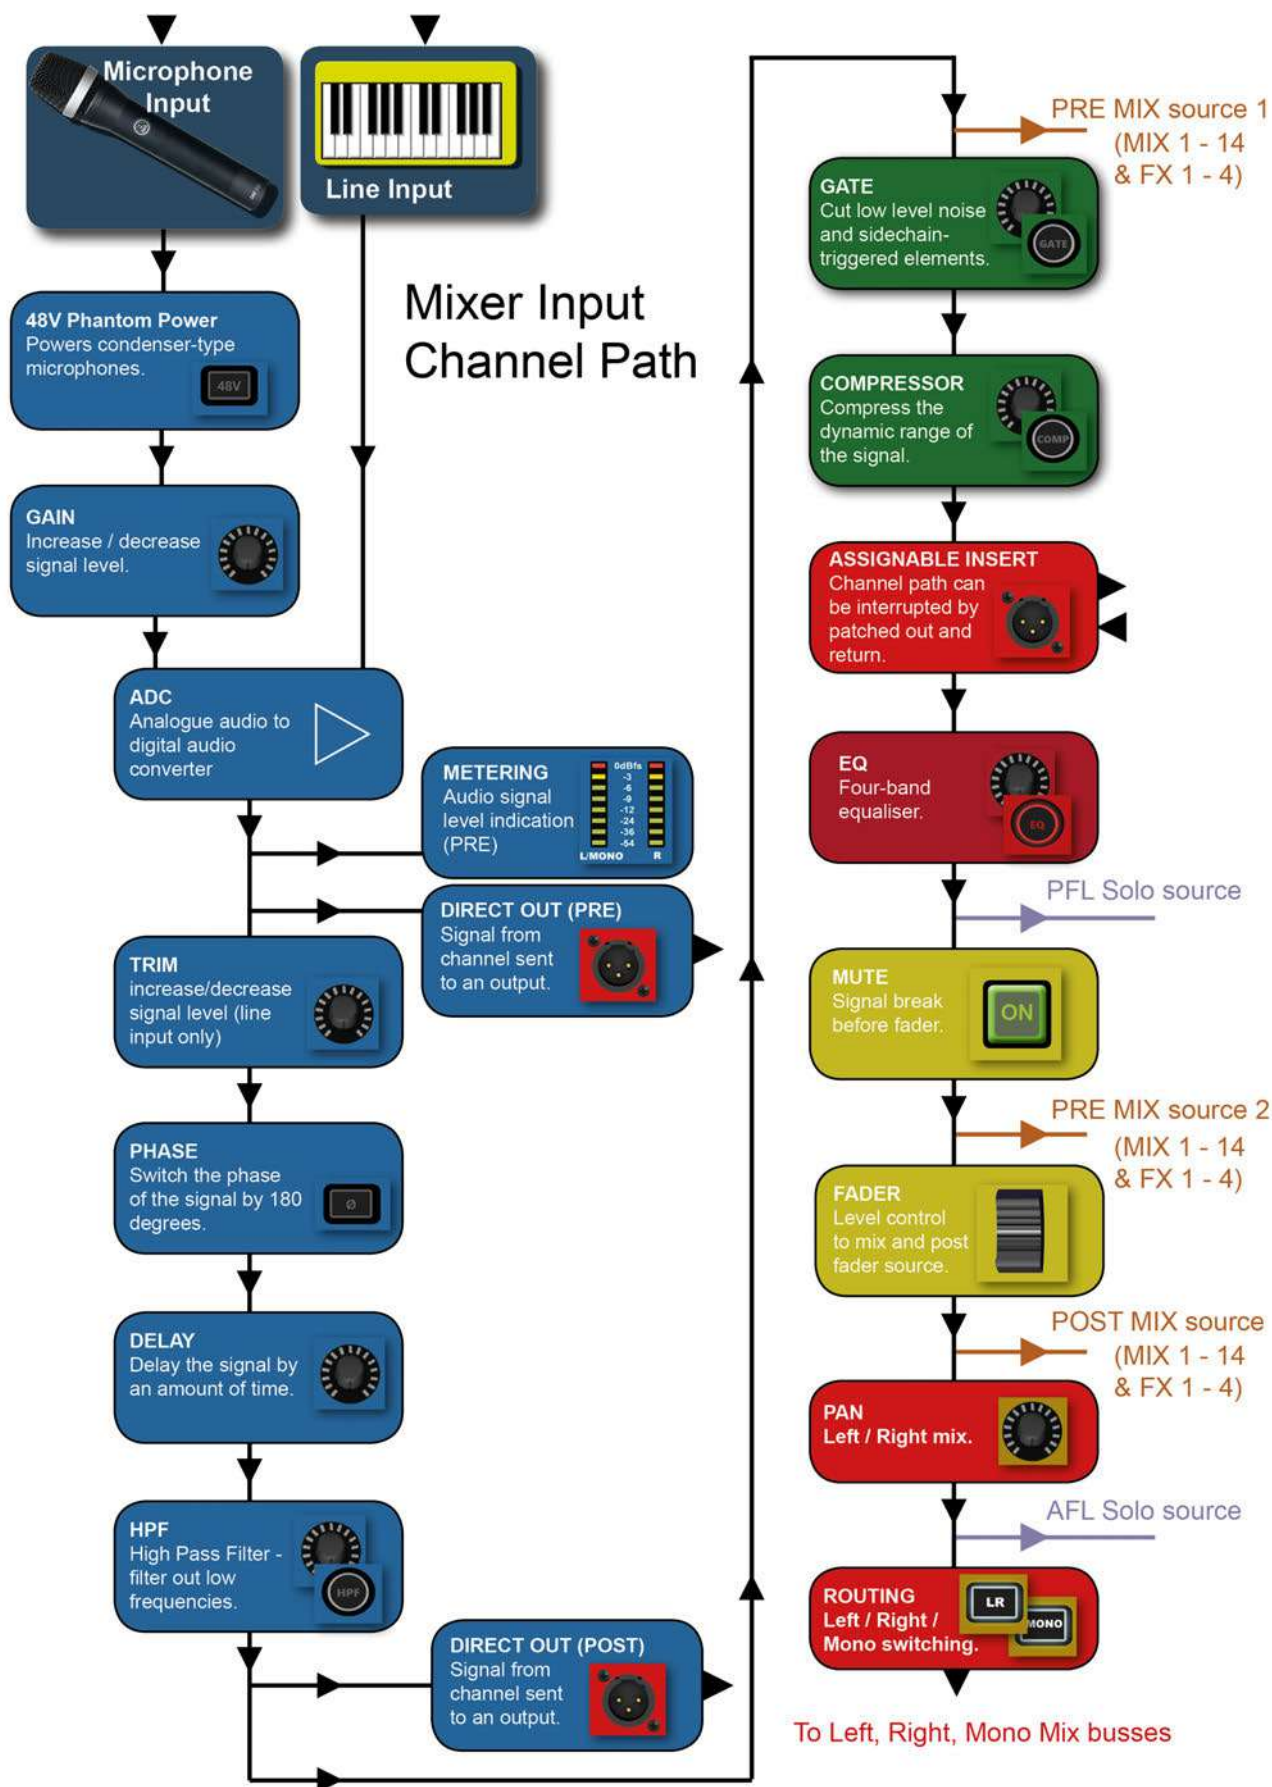 Microphone
Input
Line Input
Mixer Input
Channel Path
48V Phantom Power
Powers condenser-type
microphones.
48V
GAIN
Increase / decrease
signal level.
ADC
Analogue audio to
digital audio
converter
METERING
Audio signal
level indication
(PRE)
0dBfs
-3
-6
-9
-12
-24
-36
-54
L/MONO R
DIRECT OUT (PRE)
Signal from
channel sent
to an output.
TRIM
increase/decrease
signal level (line
input only)
PHASE
Switch the phase
of the signal by 180
degrees.
Ø
DELAY
Delay the signal by
an amount of time.
HPF
High Pass Filter -
filter out low
frequencies.
HPF
DIRECT OUT (POST)
Signal from
channel sent
to an output.
PRE MIX source 1
(MIX 1 - 14
& FX 1 - 4)
GATE
Cut low level noise
and sidechain-
triggered elements.
GATE
COMPRESSOR
Compress the
dynamic range of
the signal.
COMP
ASSIGNABLE INSERT
Channel path can
be interrupted by
patched out and
return.
EQ
Four-band
equaliser.
EQ
PFL Solo source
MUTE
Signal break
before fader.
ON
PRE MIX source 2
(MIX 1 - 14
& FX 1 - 4)
FADER
Level control
to mix and post
fader source.
POST MIX source
(MIX 1 - 14
& FX 1 - 4)
PAN
Left / Right mix.
AFL Solo source
ROUTING
Left / Right /
Mono switching.
LR
MONO
To Left, Right, Mono Mix busses